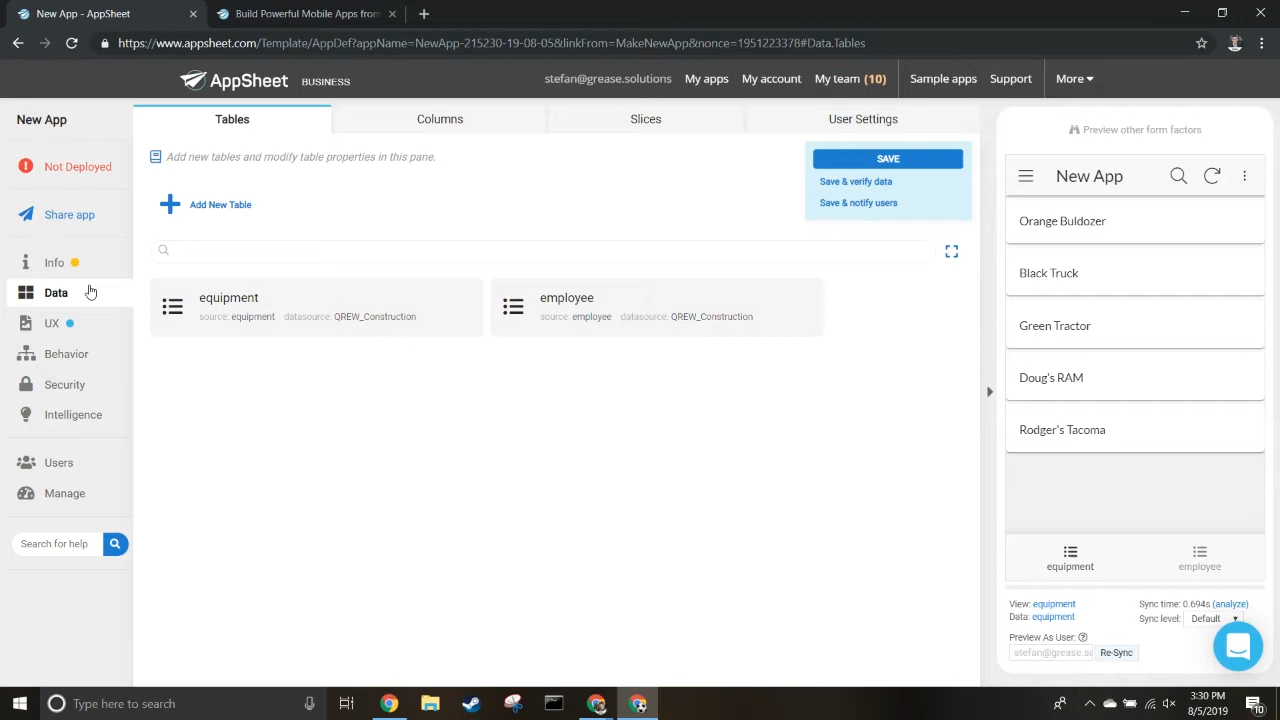 New App - AppSheet
Build Powerful Mobile Apps from
https://www.appsheet.com/Template/AppDef?appName=NewApp-215230-19-08-05&linkFrom=MakeNewApp&nonce=1951223378#Data.Tables
AppSheet BUSINESS
stefan@grease.solutions My apps My account My team (10) Sample apps Support More
New App
Not Deployed
Share app
Info
Data
UX
Behavior
Security
Intelligence
Users
Manage
Search for help
Tables Columns Slices User Settings
Add new tables and modify table properties in this pane.
SAVE
Save & verify data
Save & notify users
Add New Table
equipment
source: equipment datasource: QREW_Construction
employee
source: employee datasource: QREW_Construction
Preview other form factors
New App
Orange Buldozer
Black Truck
Green Tractor
Doug's RAM
Rodger's Tacoma
equipment employee
View: equipment
Data: equipment
Sync time: 0.694s (analyze)
Sync level: Default
Preview As User:
stefan@grease.so Re-Sync
Type here to search
3:30 PM
8/5/2019
10